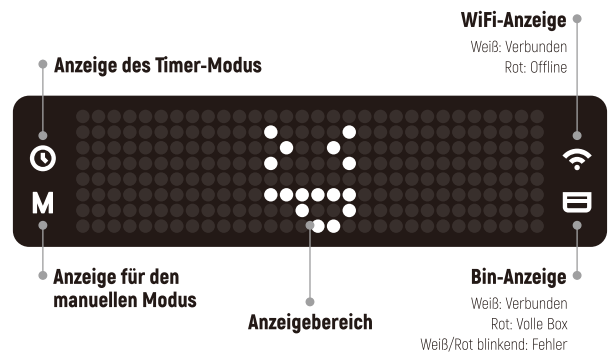 WiFi-Anzeige
Weiß: Verbunden
Rot: Offline
Anzeige des Timer-Modus
M
Anzeige für den
manuellen Modus
Anzeigebereich
Bin-Anzeige
Weiß: Verbunden
Rot: Volle Box
Weiß/Rot blinkend: Fehler